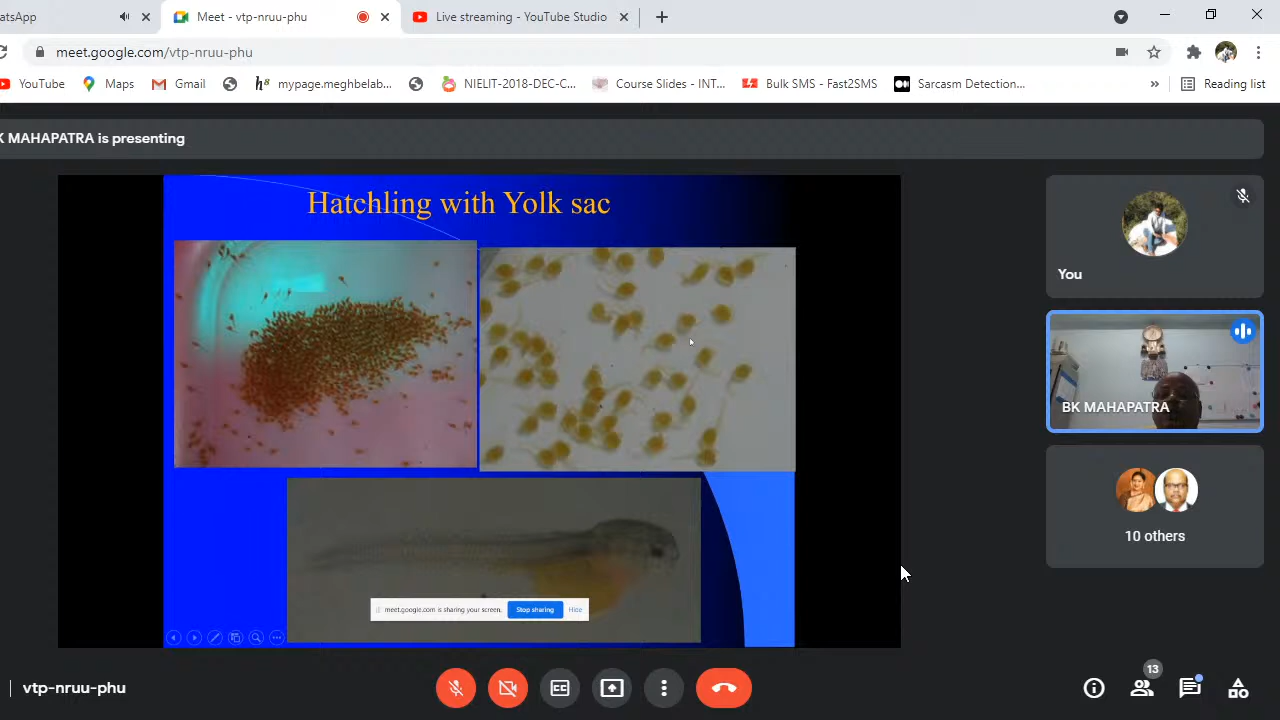 atsApp
Meet - vtp-nruu-phu
Live streaming - YouTube Studio
meet.google.com/vtp-nruu-phu
YouTube
Maps
Gmail
mypage.meghbelab...
NIELIT-2018-DEC-C...
Course Slides - INT...
Bulk SMS - Fast2SMS
Sarcasm Detection...
»
Reading list
K MAHAPATRA is presenting
Hatchling with Yolk sac
You
BK MAHAPATRA
10 others
meet.google.com is sharing your screen.
Stop sharing
Hide
vtp-nruu-phu
CC
13